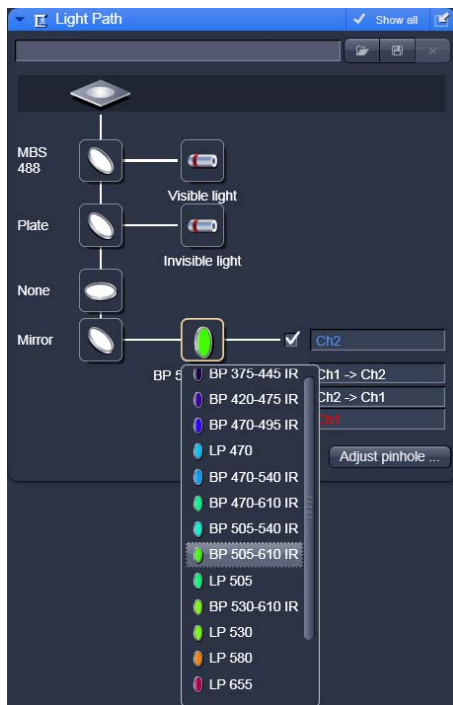 Light Path
Show all
MBS
488
Visible light
Plate
Invisible light
None
Mirror
Ch2
BP 5
Ch1 -> Ch2
Ch2 -> Ch1
Ch1
Adjust pinhole ...
BP 375-445 IR
BP 420-475 IR
BP 470-495 IR
LP 470
BP 470-540 IR
BP 470-610 IR
BP 505-540 IR
BP 505-610 IR
LP 505
BP 530-610 IR
LP 530
LP 580
LP 655